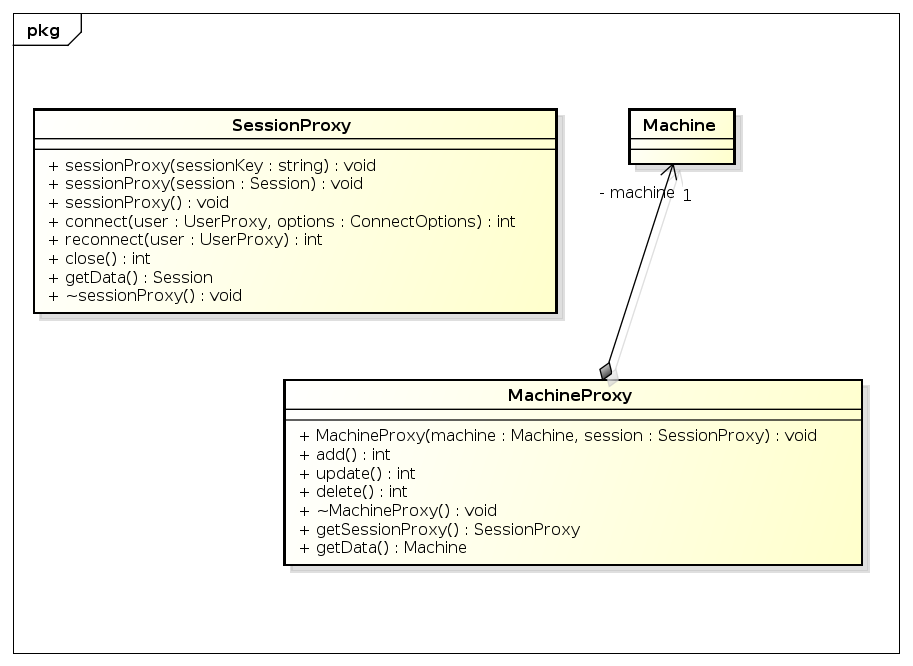 pkg
SessionProxy
+ sessionProxy(sessionKey : string) : void
+ sessionProxy(session : Session) : void
+ sessionProxy() : void
+ connect(user : UserProxy, options : ConnectOptions) : int
+ reconnect(user : UserProxy) : int
+ close() : int
+ getData() : Session
+ ~sessionProxy() : void
Machine
- machine
1
MachineProxy
+ MachineProxy(machine : Machine, session : SessionProxy) : void
+ add() : int
+ update() : int
+ delete() : int
+ ~MachineProxy() : void
+ getSessionProxy() : SessionProxy
+ getData() : Machine